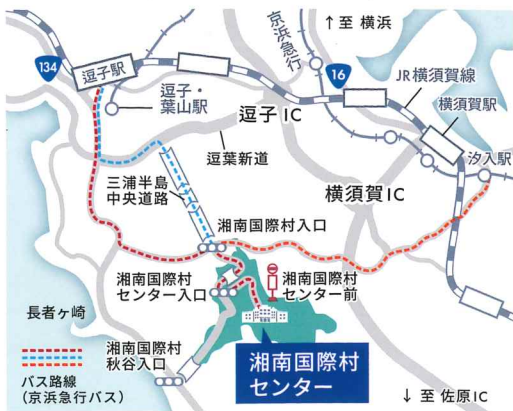 ↑至 横浜
京浜急行
134
逗子駅
16
JR横須賀線
横須賀駅
逗子・
葉山駅
逗子IC
汐入駅
逗葉新道
三浦半島
中央道路
横須賀IC
湘南国際村入口
湘南国際村
センター入口
湘南国際村
センター前
長者ヶ崎
湘南国際村
秋谷入口
湘南国際村
センター
バス路線
(京浜急行バス)
↓ 至 佐原IC